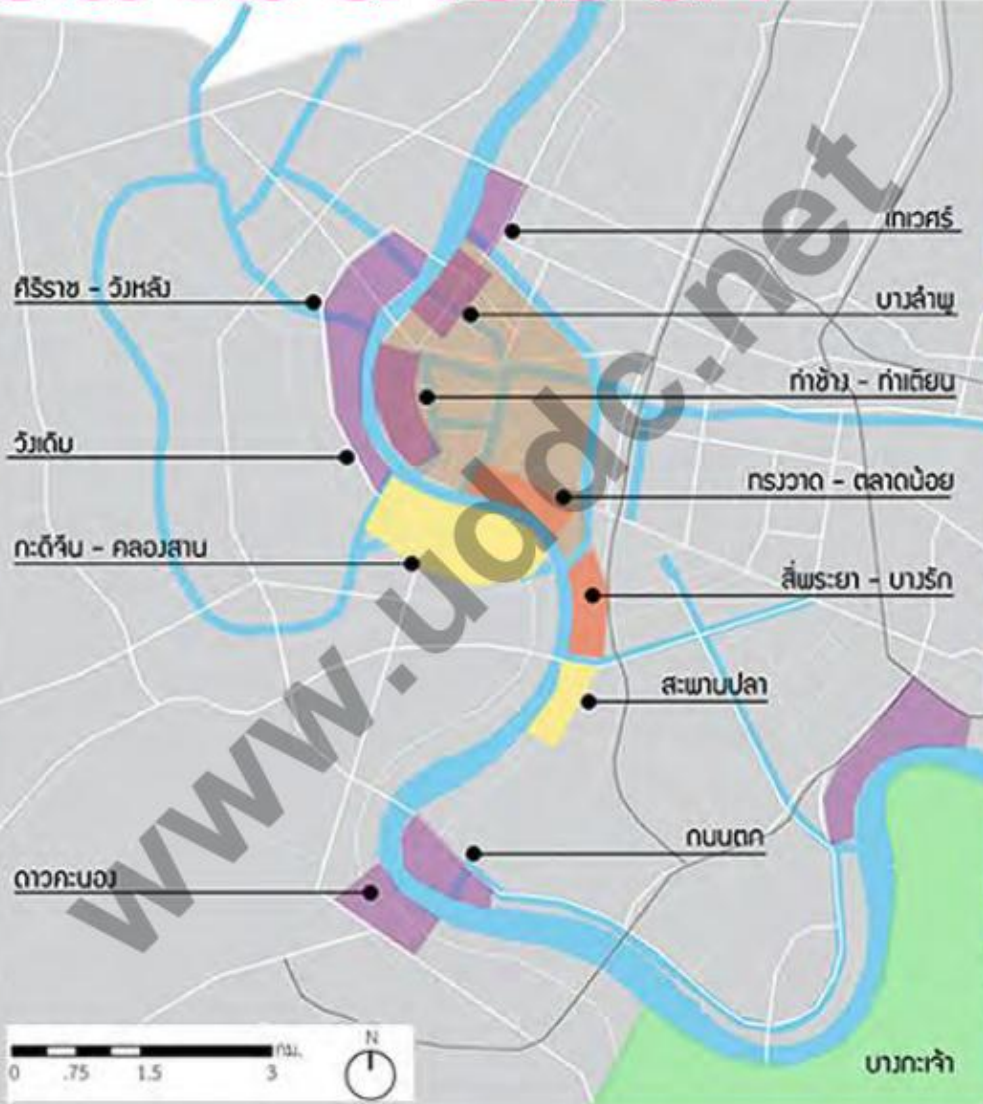 เทเวศร์
ศิริราช - วังหลัง
บางลำพู
ท่าช้าง - ท่าเตียน
วังเดิม
ทรงวาด - ตลาดน้อย
กะดีจีน - คลองสาน
สี่พระยา - บางรัก
สะพานปลา
ถนนตก
ดาวคะนอง
www.uddc.net
กม.
0 .75 1.5 3
N
บางกะเจ้า